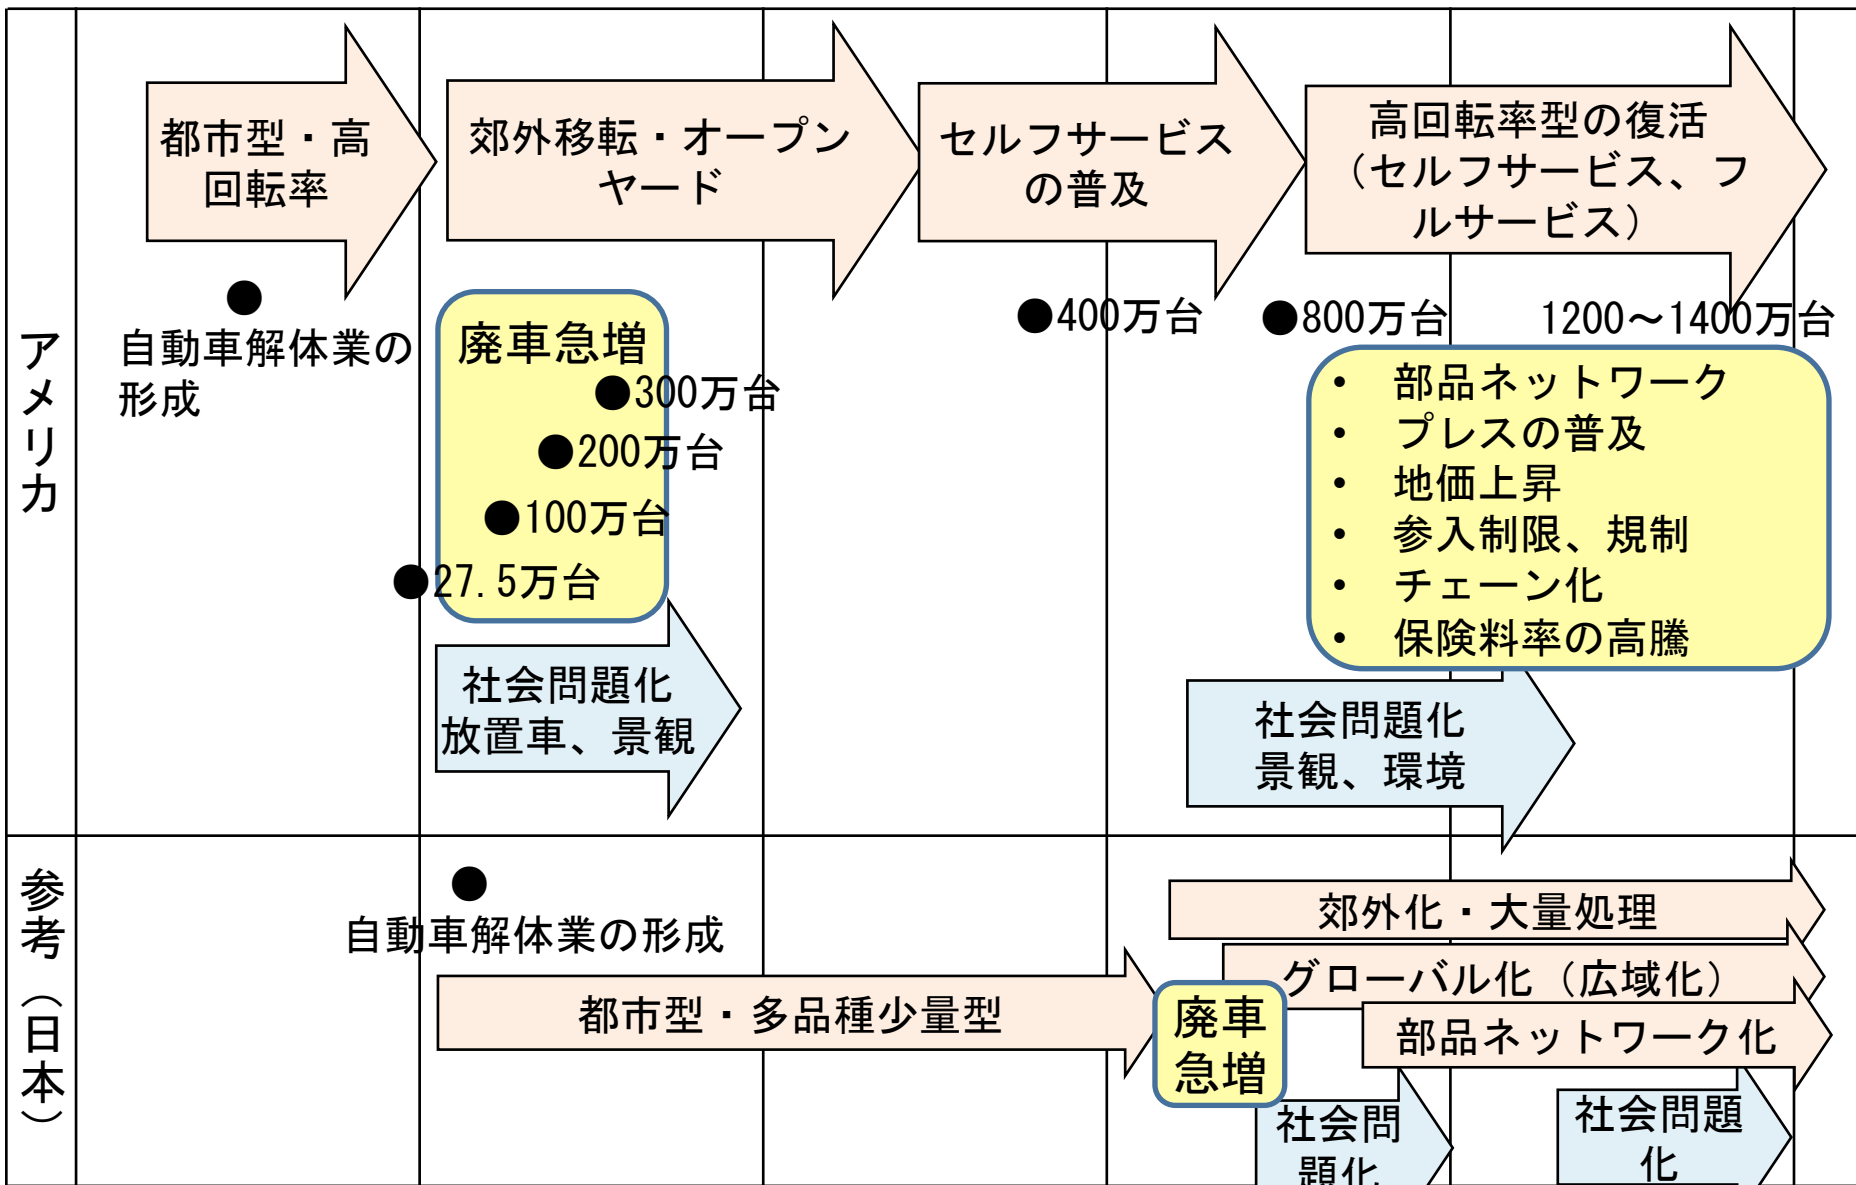 アメリカ
都市型・高
回転率
郊外移転・オープン
ヤード
セルフサービス
の普及
高回転率型の復活
（セルフサービス、フ
ルサービス）
●
自動車解体業の
形成
廃車急増
●300万台
●200万台
●100万台
●27.5万台
●400万台
●800万台
1200～1400万台
• 部品ネットワーク
• プレスの普及
• 地価上昇
• 参入制限、規制
• チェーン化
• 保険料率の高騰
社会問題化
放置車、景観
社会問題化
景観、環境
参考（日本）
●
自動車解体業の形成
都市型・多品種少量型
廃車
急増
郊外化・大量処理
グローバル化（広域化）
部品ネットワーク化
社会問
題化
社会問題
化